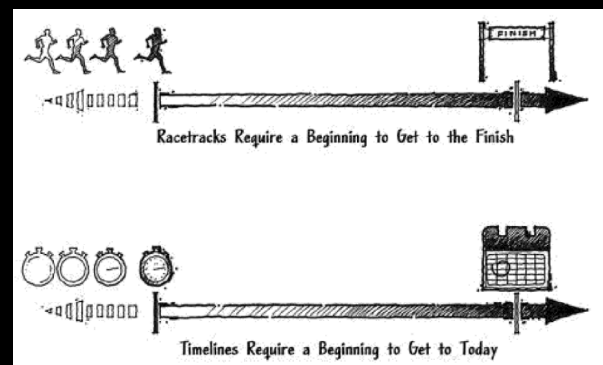 FINISH
Racetracks Require a Beginning to Get to the Finish
Timelines Require a Beginning to Get to Today